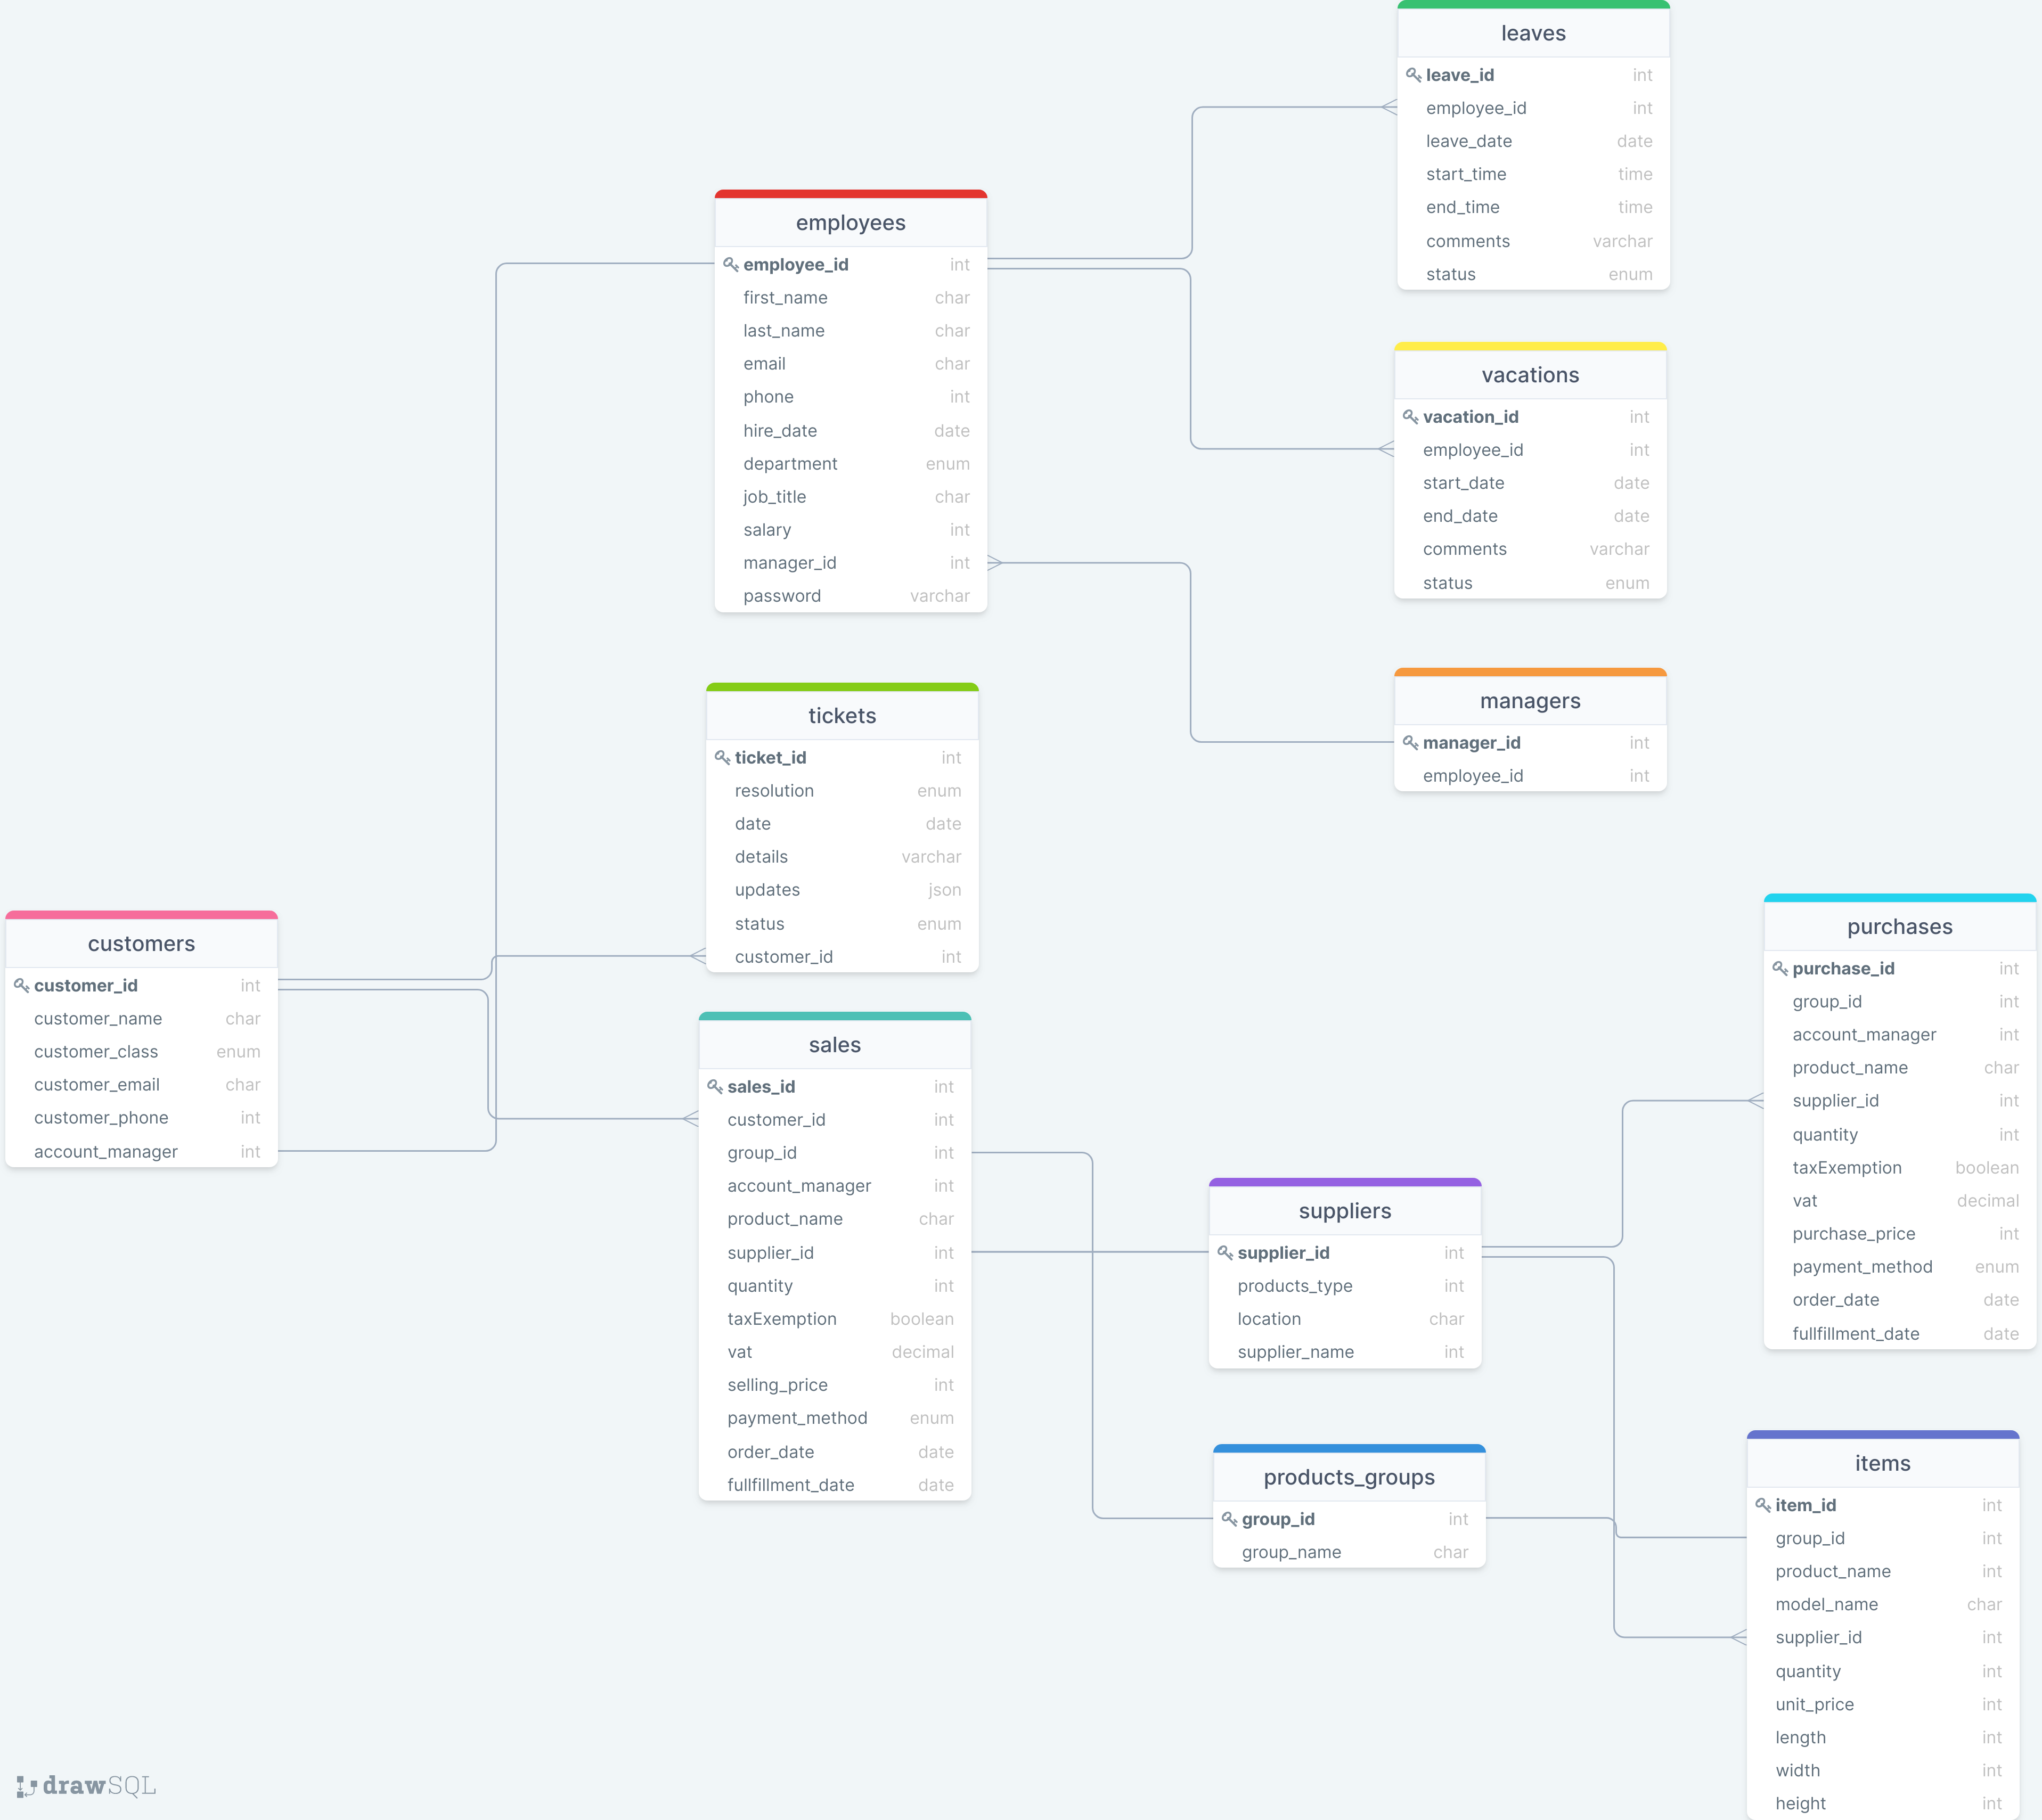 leaves
leave_id int
employee_id int
leave_date date
start_time time
end_time time
comments varchar
status enum
employees
employee_id int
first_name char
last_name char
email char
phone int
hire_date date
department enum
job_title char
salary int
manager_id int
password varchar
vacations
vacation_id int
employee_id int
start_date date
end_date date
comments varchar
status enum
managers
manager_id int
employee_id int
tickets
ticket_id int
resolution enum
date date
details varchar
updates json
status enum
customer_id int
customers
customer_id int
customer_name char
customer_class enum
customer_email char
customer_phone int
account_manager int
sales
sales_id int
customer_id int
group_id int
account_manager int
product_name char
supplier_id int
quantity int
taxExemption boolean
vat decimal
selling_price int
payment_method enum
order_date date
fullfillment_date date
suppliers
supplier_id int
products_type int
location char
supplier_name int
products_groups
group_id int
group_name char
purchases
purchase_id int
group_id int
account_manager int
product_name char
supplier_id int
quantity int
taxExemption boolean
vat decimal
purchase_price int
payment_method enum
order_date date
fullfillment_date date
items
item_id int
group_id int
product_name int
model_name char
supplier_id int
quantity int
unit_price int
length int
width int
height int
drawSQL